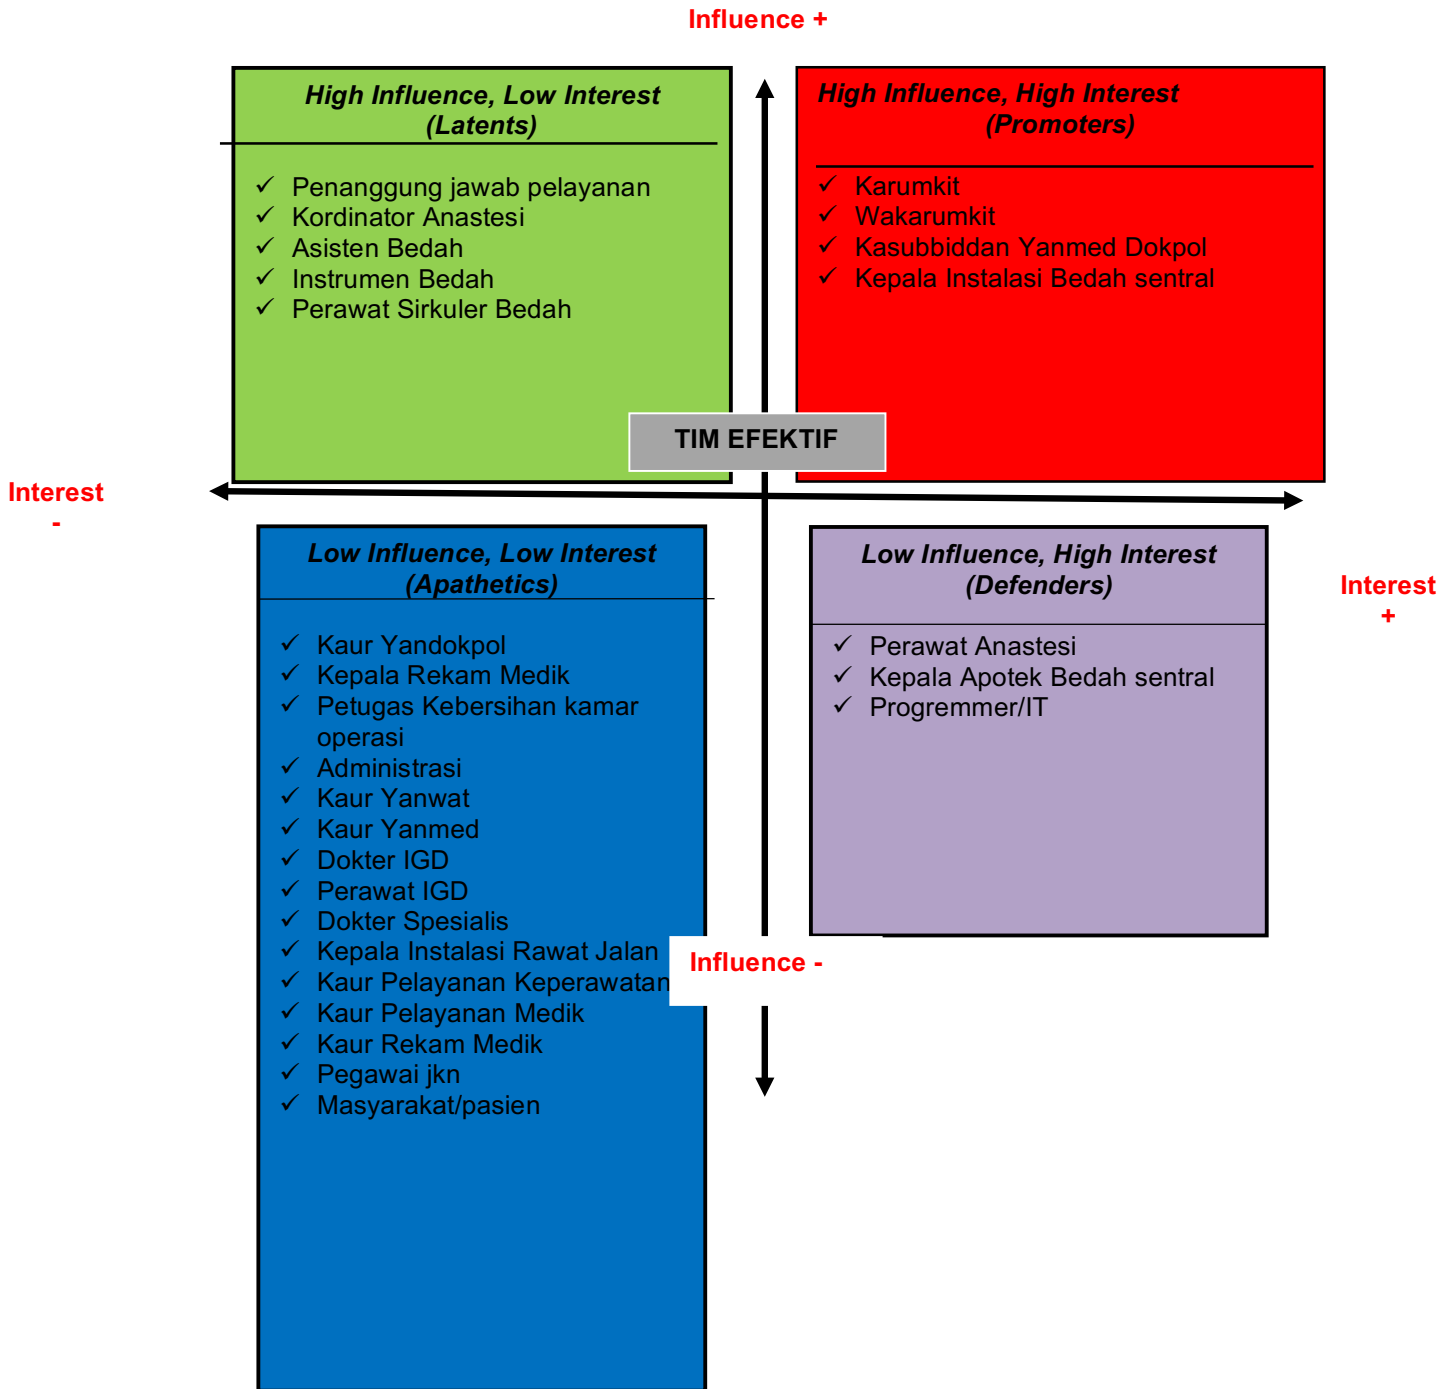 Influence +
High Influence, Low Interest
(Latents)
✓ Penanggung jawab pelayanan
✓ Kordinator Anastesi
✓ Asisten Bedah
✓ Instrumen Bedah
✓ Perawat Sirkuler Bedah
High Influence, High Interest
(Promoters)
✓ Karumkit
✓ Wakarumkit
✓ Kasubbiddan Yanmed Dokpol
✓ Kepala Instalasi Bedah sentral
TIM EFEKTIF
Interest
-
Low Influence, Low Interest
(Apathetics)
✓ Kaur Yandokpol
✓ Kepala Rekam Medik
✓ Petugas Kebersihan kamar
operasi
✓ Administrasi
✓ Kaur Yanwat
✓ Kaur Yanmed
✓ Dokter IGD
✓ Perawat IGD
✓ Dokter Spesialis
✓ Kepala Instalasi Rawat Jalan
✓ Kaur Pelayanan Keperawatan
✓ Kaur Pelayanan Medik
✓ Kaur Rekam Medik
✓ Pegawai jkn
✓ Masyarakat/pasien
Low Influence, High Interest
(Defenders)
✓ Perawat Anastesi
✓ Kepala Apotek Bedah sentral
✓ Progremmer/IT
Interest
+
Influence -